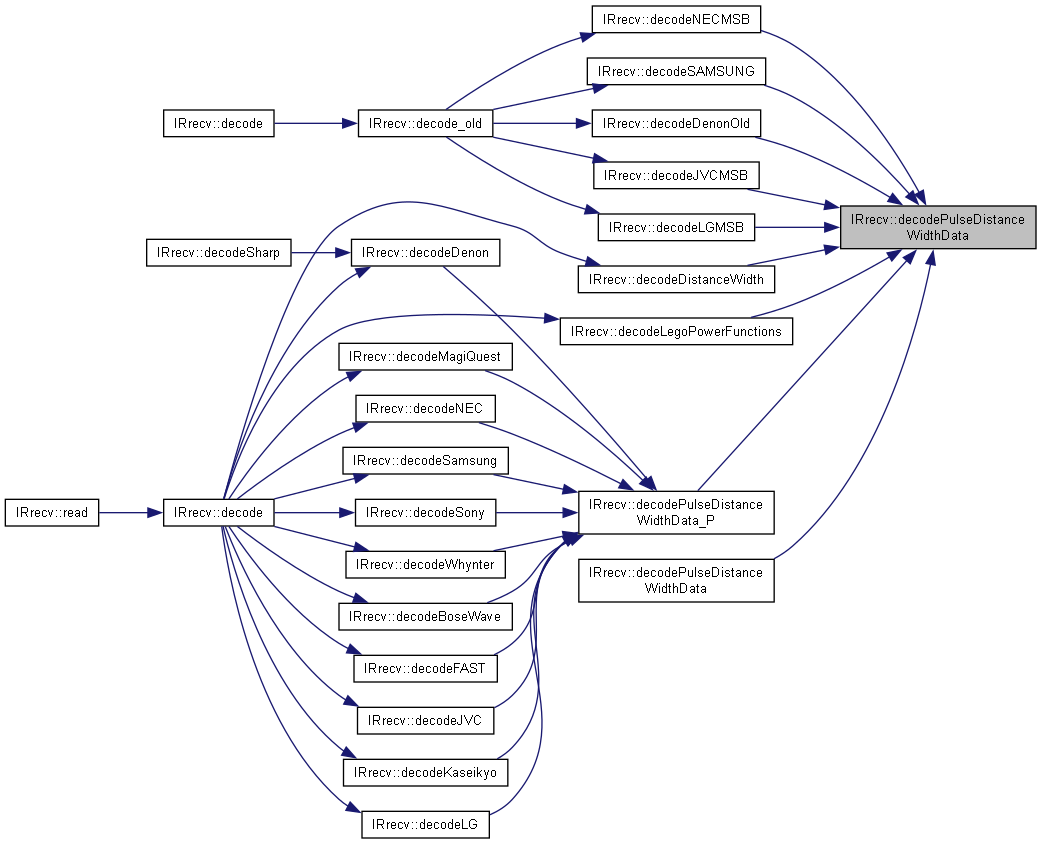 IRrecv::decodeNECMSB
IRrecv::decodeSAMSUNG
IRrecv::decode
IRrecv::decode_old
IRrecv::decodeDenonOld
IRrecv::decodeJVCMSB
IRrecv::decodePulseDistance
WidthData
IRrecv::decodeLGMSB
IRrecv::decodeSharp
IRrecv::decodeDenon
IRrecv::decodeDistanceWidth
IRrecv::decodeLegoPowerFunctions
IRrecv::decodeMagiQuest
IRrecv::decodeNEC
IRrecv::decodeSamsung
IRrecv::read
IRrecv::decode
IRrecv::decodeSony
IRrecv::decodePulseDistance
WidthData_P
IRrecv::decodeWhynter
IRrecv::decodePulseDistance
WidthData
IRrecv::decodeBoseWave
IRrecv::decodeFAST
IRrecv::decodeJVC
IRrecv::decodeKaseikyo
IRrecv::decodeLG